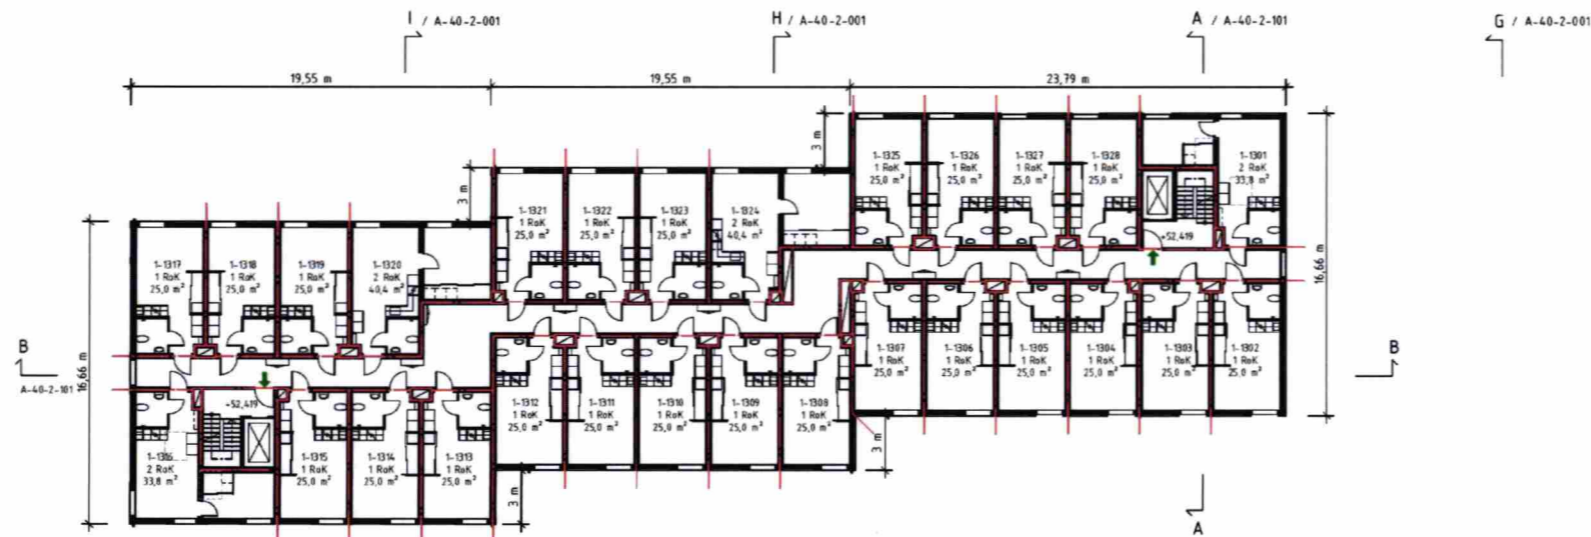 I / A-40-2-001
H / A-40-2-001
A / A-40-2-101
G / A-40-2-001
19,55 m
19,55 m
23,79 m
3 m
3 m
1-1325
1 RoK
25,0 m²
1-1326
1 RoK
25,0 m²
1-1327
1 RoK
25,0 m²
1-1328
1 RoK
25,0 m²
1-1301
2 RoK
33,8 m²
1-1321
1 RoK
25,0 m²
1-1322
1 RoK
25,0 m²
1-1323
1 RoK
25,0 m²
1-1324
2 RoK
40,4 m²
+52,419
1-1317
1 RoK
25,0 m²
1-1318
1 RoK
25,0 m²
1-1319
1 RoK
25,0 m²
1-1320
2 RoK
40,4 m²
16,66 m
1-1307
1 RoK
25,0 m²
1-1306
1 RoK
25,0 m²
1-1305
1 RoK
25,0 m²
1-1304
1 RoK
25,0 m²
1-1303
1 RoK
25,0 m²
1-1302
1 RoK
25,0 m²
B
A-40-2-101
16,66 m
B
1-1312
1 RoK
25,0 m²
1-1311
1 RoK
25,0 m²
1-1310
1 RoK
25,0 m²
1-1309
1 RoK
25,0 m²
1-1308
1 RoK
25,0 m²
+52,419
1-1316
2 RoK
33,8 m²
1-1315
1 RoK
25,0 m²
1-1314
1 RoK
25,0 m²
1-1313
1 RoK
25,0 m²
3 m
3 m
A